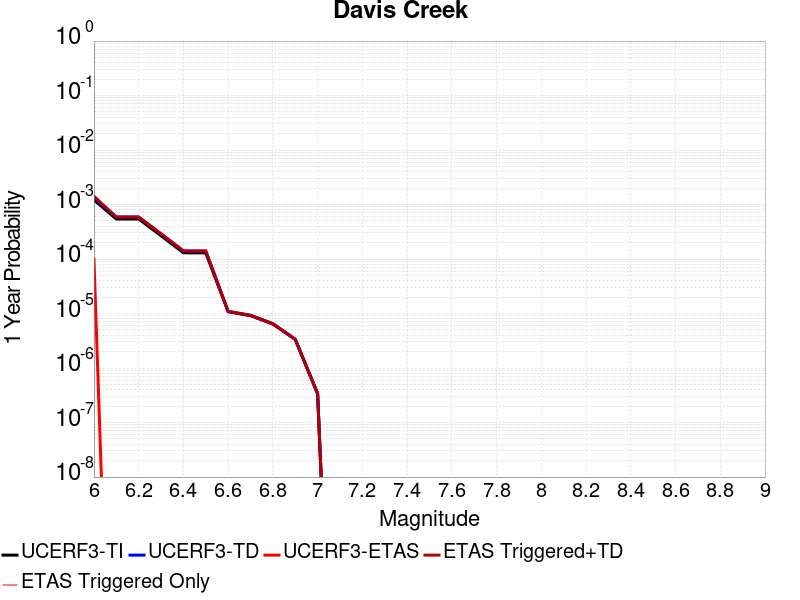 Davis Creek
1 Year Probability
10^0
10^-1
10^-2
10^-3
10^-4
10^-5
10^-6
10^-7
10^-8
6 6.2 6.4 6.6 6.8 7 7.2 7.4 7.6 7.8 8 8.2 8.4 8.6 8.8 9
Magnitude
UCERF3-TI UCERF3-TD UCERF3-ETAS ETAS Triggered+TD
ETAS Triggered Only